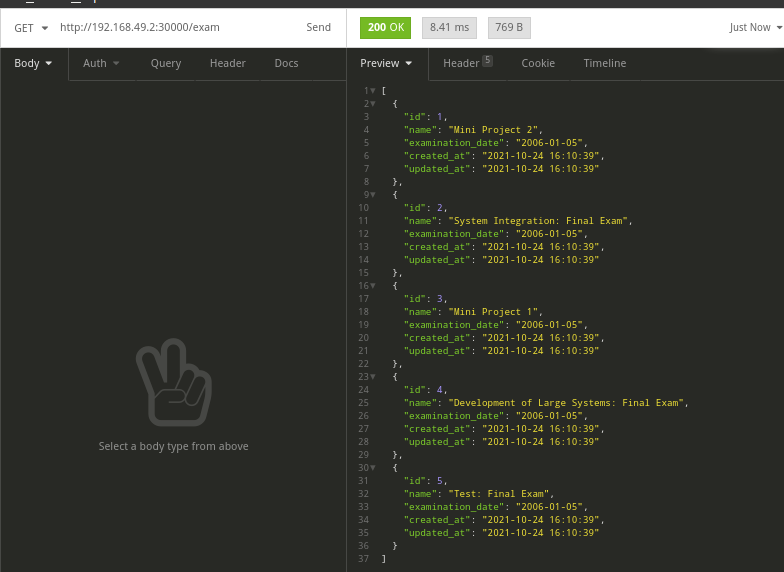 GET http://192.168.49.2:30000/exam Send 200 OK 8.41 ms 769 B Just Now
Body Auth Query Header Docs Preview Header 5 Cookie Timeline
1 [
2 {
3 "id": 1,
4 "name": "Mini Project 2",
5 "examination_date": "2006-01-05",
6 "created_at": "2021-10-24 16:10:39",
7 "updated_at": "2021-10-24 16:10:39"
8 },
9 {
10 "id": 2,
11 "name": "System Integration: Final Exam",
12 "examination_date": "2006-01-05",
13 "created_at": "2021-10-24 16:10:39",
14 "updated_at": "2021-10-24 16:10:39"
15 },
16 {
17 "id": 3,
18 "name": "Mini Project 1",
19 "examination_date": "2006-01-05",
20 "created_at": "2021-10-24 16:10:39",
21 "updated_at": "2021-10-24 16:10:39"
22 },
23 {
24 "id": 4,
25 "name": "Development of Large Systems: Final Exam",
26 "examination_date": "2006-01-05",
27 "created_at": "2021-10-24 16:10:39",
28 "updated_at": "2021-10-24 16:10:39"
29 },
30 {
31 "id": 5,
32 "name": "Test: Final Exam",
33 "examination_date": "2006-01-05",
34 "created_at": "2021-10-24 16:10:39",
35 "updated_at": "2021-10-24 16:10:39"
36 }
37 ]
Select a body type from above